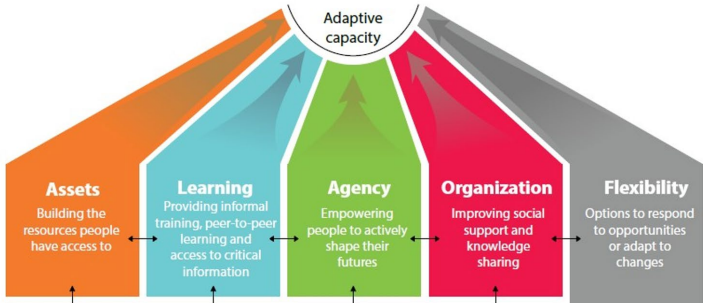 Adaptive
capacity
Assets
Building the
resources people
have access to
Learning
Providing informal
training, peer-to-peer
learning and
access to critical
information
Agency
Empowering
people to actively
shape their
futures
Organization
Improving social
support and
knowledge
sharing
Flexibility
Options to respond
to opportunities
or adapt to
changes